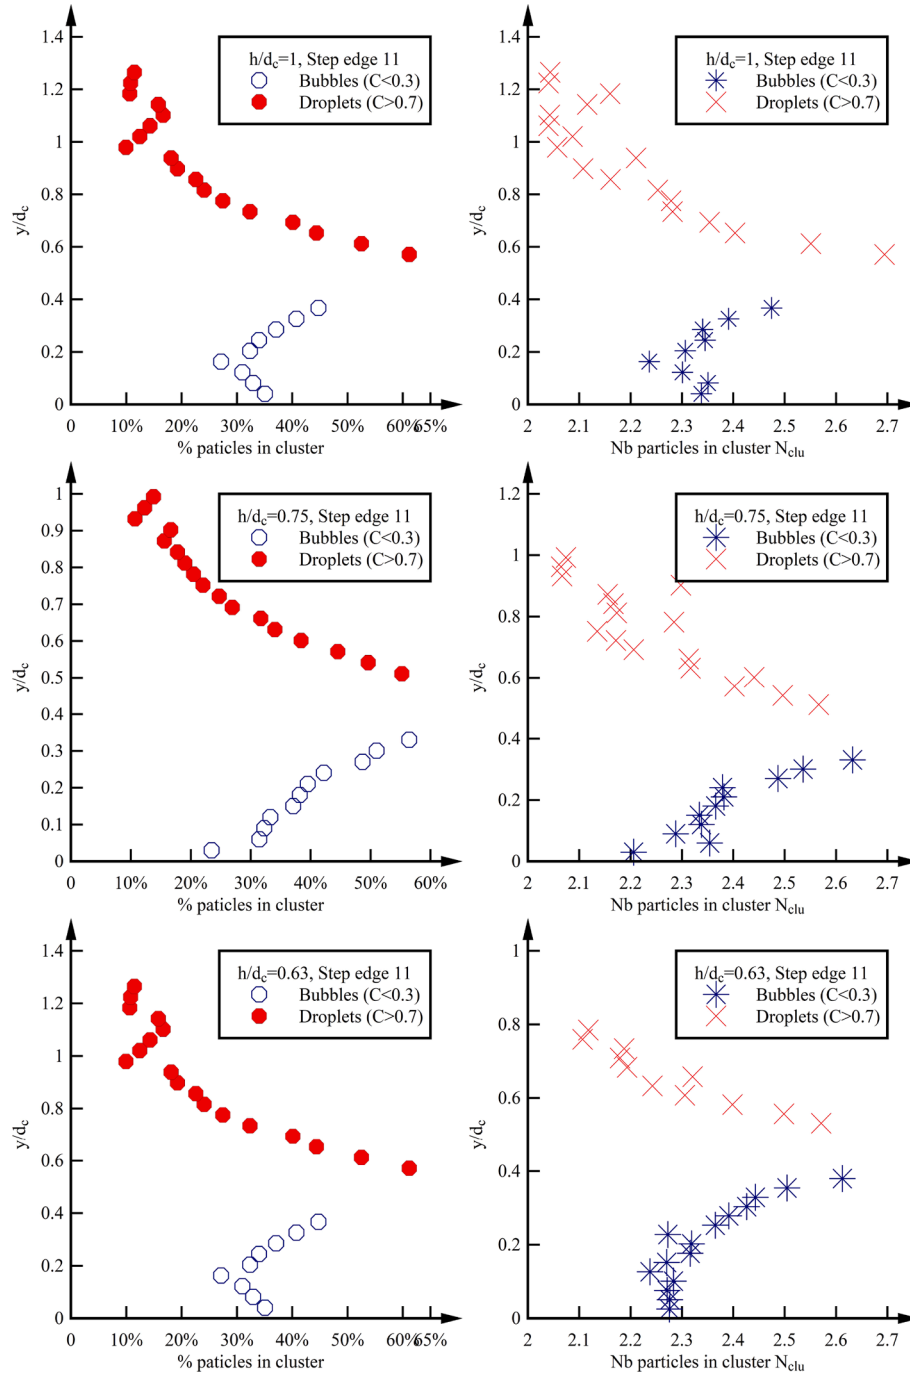 1.4
1.2
1
0.8
0.6
0.4
0.2
0
y/dc
h/dc=1, Step edge 11
Bubbles (C<0.3)
Droplets (C>0.7)
0 10% 20% 30% 40% 50% 60% 65%
% paticles in cluster
1.4
1.2
1
0.8
0.6
0.4
0.2
0
y/dc
h/dc=1, Step edge 11
Bubbles (C<0.3)
Droplets (C>0.7)
2 2.1 2.2 2.3 2.4 2.5 2.6 2.7
Nb particles in cluster Nclu
1
0.9
0.8
0.7
0.6
0.5
0.4
0.3
0.2
0.1
0
y/dc
h/dc=0.75, Step edge 11
Bubbles (C<0.3)
Droplets (C>0.7)
0 10% 20% 30% 40% 50% 60%
% paticles in cluster
1.2
1
0.8
0.6
0.4
0.2
0
y/dc
h/dc=0.75, Step edge 11
Bubbles (C<0.3)
Droplets (C>0.7)
2 2.1 2.2 2.3 2.4 2.5 2.6 2.7
Nb particles in cluster Nclu
1.4
1.2
1
0.8
0.6
0.4
0.2
0
y/dc
h/dc=0.63, Step edge 11
Bubbles (C<0.3)
Droplets (C>0.7)
0 10% 20% 30% 40% 50% 60% 65%
% paticles in cluster
1
0.8
0.6
0.4
0.2
0
y/dc
h/dc=0.63, Step edge 11
Bubbles (C<0.3)
Droplets (C>0.7)
2 2.1 2.2 2.3 2.4 2.5 2.6 2.7
Nb particles in cluster Nclu